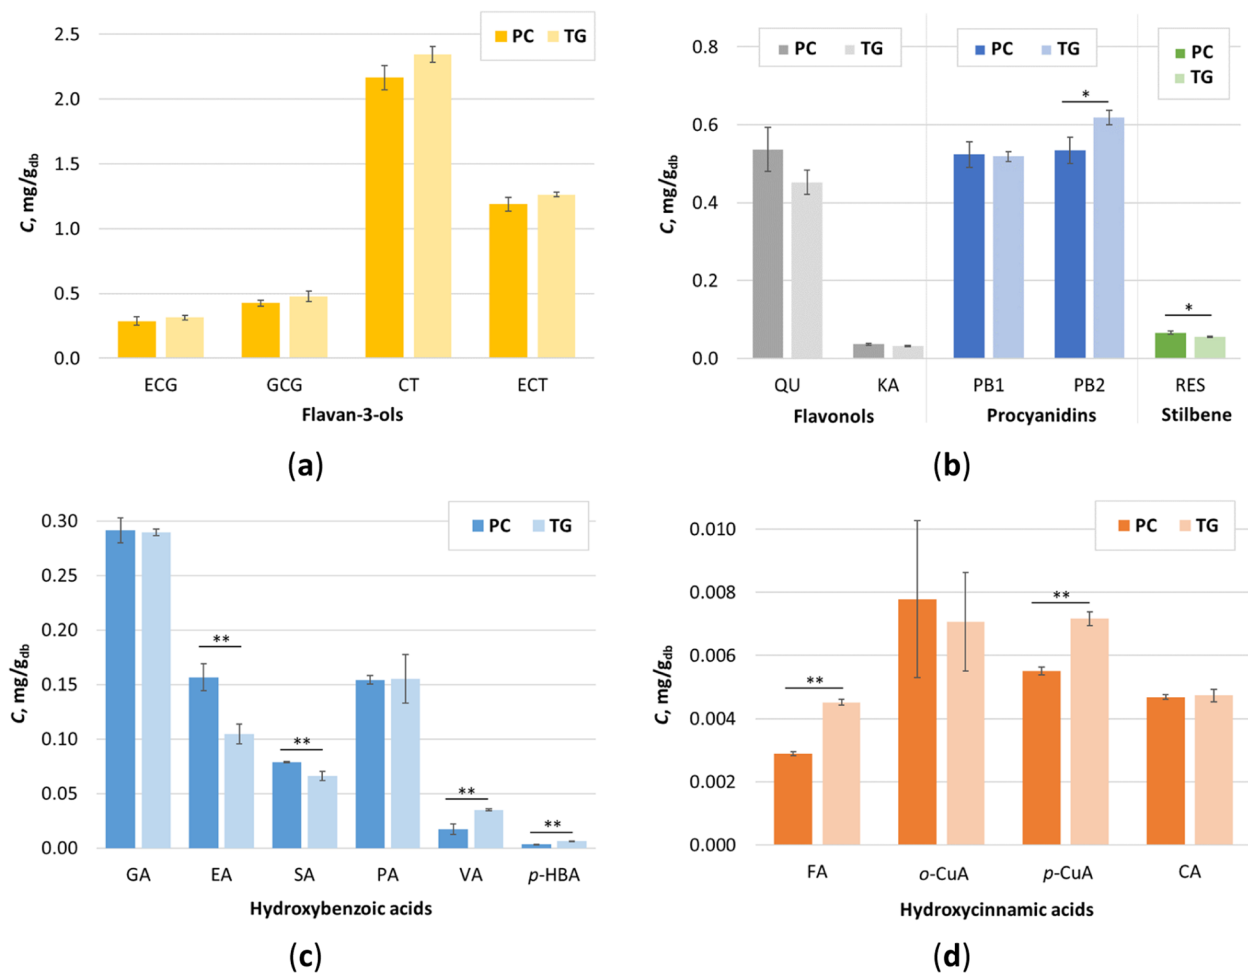 PC TG
2.5
2.0
1.5
1.0
0.5
0.0
C, mg/g_db
ECG GCG CT ECT
Flavan-3-ols
(a)
PC TG PC TG PC
TG
0.8
0.6
0.4
0.2
0.0
C, mg/g_db
* *
QU KA PB1 PB2 RES
Flavonols Procyanidins Stilbene
(b)
PC TG
0.30
0.25
0.20
0.15
0.10
0.05
0.00
C, mg/g_db
** ** ** **
GA EA SA PA VA p-HBA
Hydroxybenzoic acids
(c)
PC TG
0.010
0.008
0.006
0.004
0.002
0.000
C, mg/g_db
** **
FA o-CuA p-CuA CA
Hydroxycinnamic acids
(d)